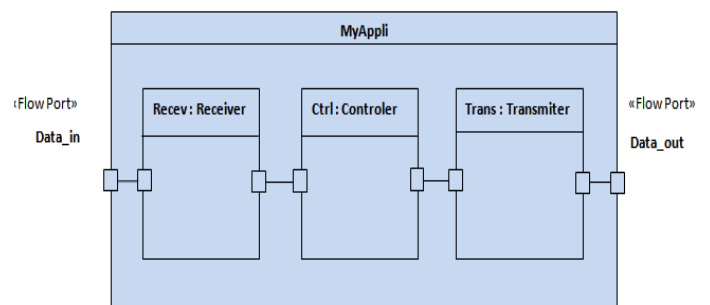 MyAppli
«Flow Port»
Data_in
Recev : Receiver
Ctrl : Controler
Trans : Transmiter
«Flow Port»
Data_out